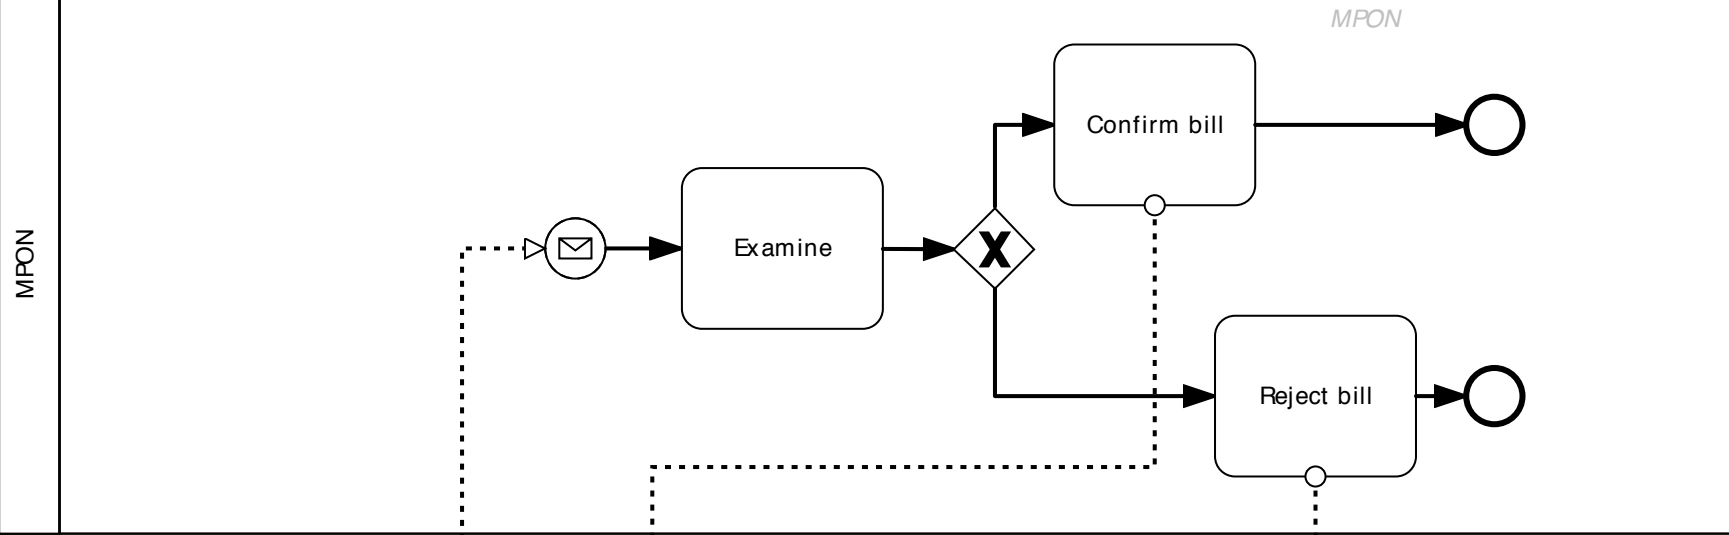 MPON
MPON
Confirm bill
Examine
Reject bill